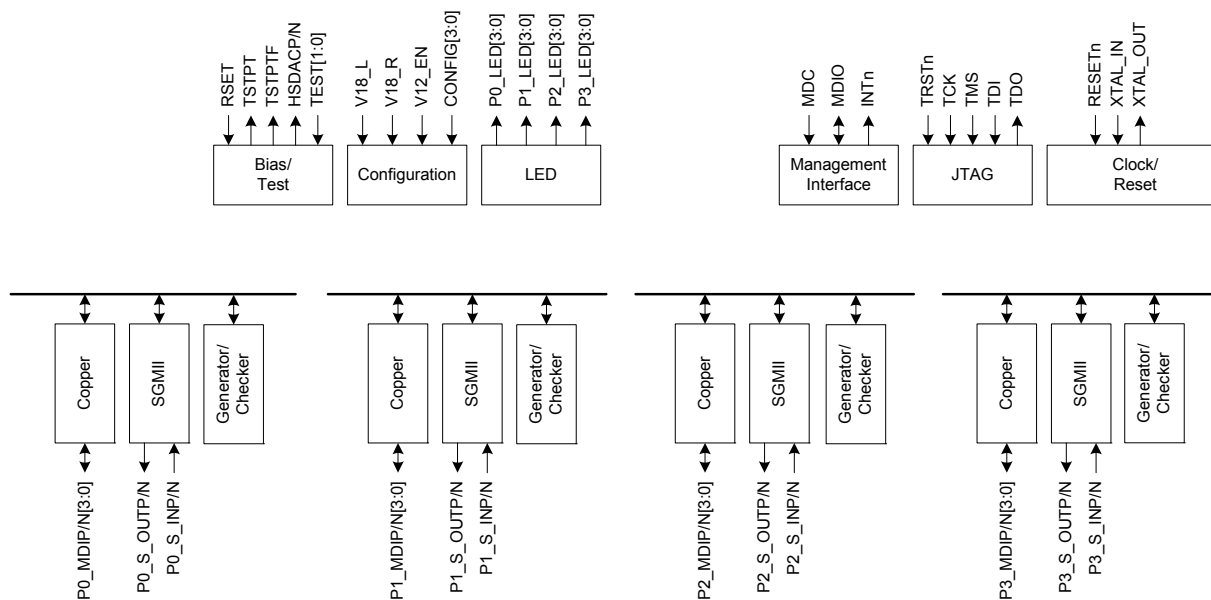 RSET
TSTPT
TSTPTF
HSDACP/N
TEST[1:0]
V18_L
V18_R
V12_EN
CONFIG[3:0]
P0_LED[3:0]
P1_LED[3:0]
P2_LED[3:0]
P3_LED[3:0]
MDC
MDIO
INTn
TRSTn
TCK
TMS
TDI
TDO
RESETn
XTAL_IN
XTAL_OUT
Bias/
Test
Configuration
LED
Management
Interface
JTAG
Clock/
Reset
Copper
SGMII
Generator/
Checker
Copper
SGMII
Generator/
Checker
Copper
SGMII
Generator/
Checker
Copper
SGMII
Generator/
Checker
P0_MDIP/N[3:0]
P0_S_OUTP/N
P0_S_INP/N
P1_MDIP/N[3:0]
P1_S_OUTP/N
P1_S_INP/N
P2_MDIP/N[3:0]
P2_S_OUTP/N
P2_S_INP/N
P3_MDIP/N[3:0]
P3_S_OUTP/N
P3_S_INP/N